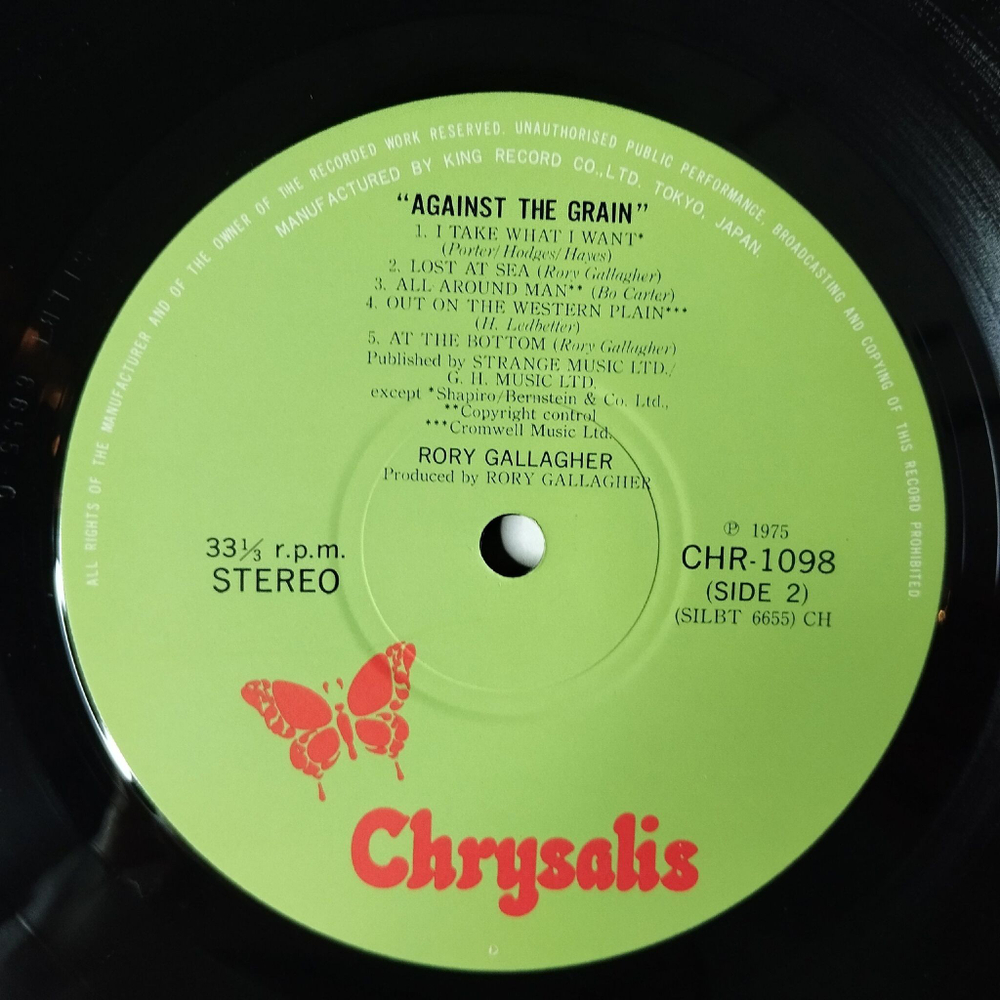 ALL RIGHTS OF THE MANUFACTURER AND OF THE OWNER OF THE RECORDED WORK RESERVED. UNAUTHORISED PUBLIC PERFORMANCE, BROADCASTING AND COPYING OF THIS RECORD PROHIBITED
MANUFACTURED BY KING RECORD CO.,LTD. TOKYO, JAPAN.
“AGAINST THE GRAIN”
1. I TAKE WHAT I WANT*
(Porter/Hodges/Hayes)
2. LOST AT SEA (Rory Gallagher)
3. ALL AROUND MAN** (Bo Carter)
4. OUT ON THE WESTERN PLAIN***
(H. Ledbetter)
5. AT THE BOTTOM (Rory Gallagher)
Published by STRANGE MUSIC LTD./
G. H. MUSIC LTD.
except *Shapiro/Bernstein & Co. Ltd.,
**Copyright control
***Cromwell Music Ltd.
RORY GALLAGHER
Produced by RORY GALLAGHER
33⅓ r.p.m.
STEREO
Ⓟ 1975
CHR-1098
(SIDE 2)
(SILBT 6655) CH
Chrysalis